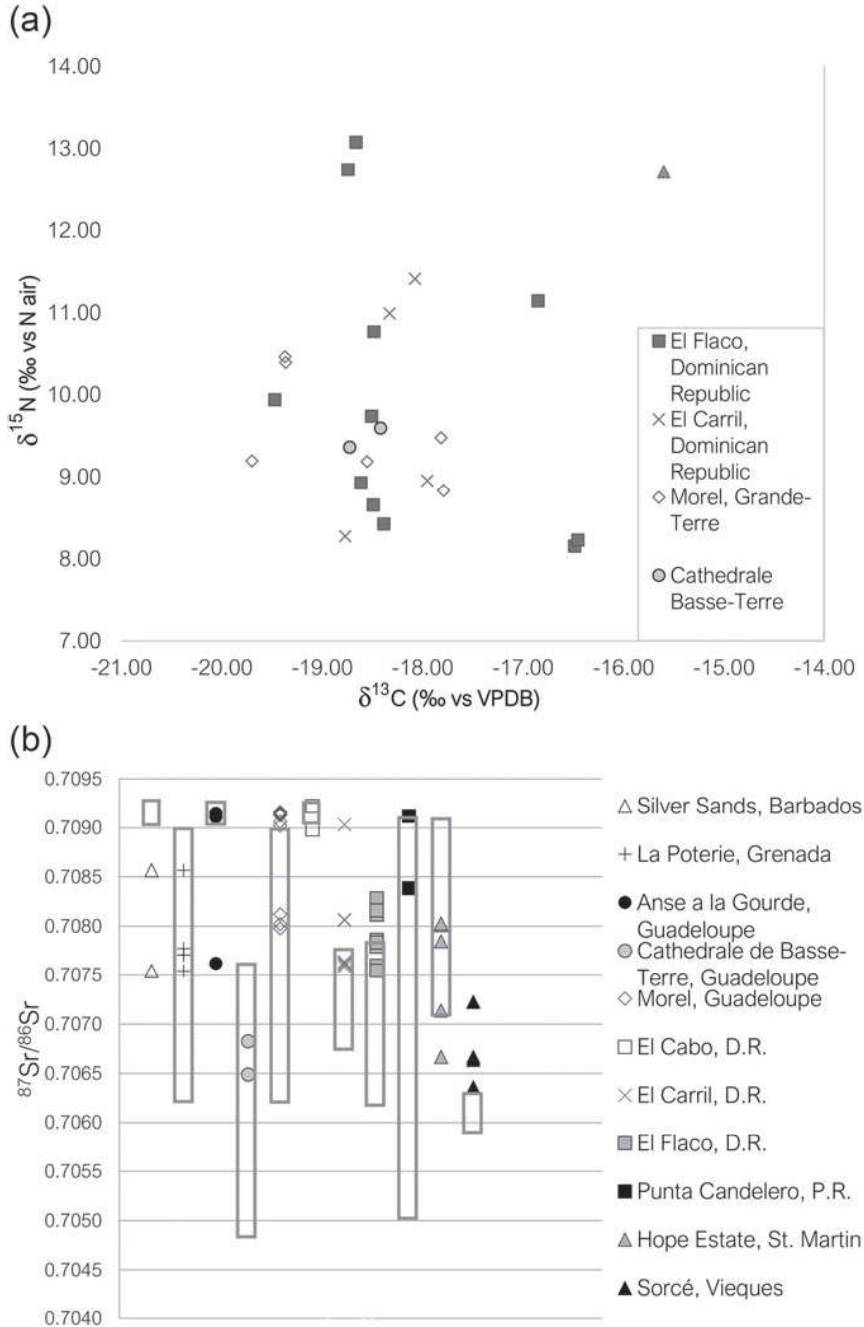 (a)
14.00
13.00
12.00
11.00
10.00
9.00
8.00
7.00
δ15N (‰ vs N air)
-21.00 -20.00 -19.00 -18.00 -17.00 -16.00 -15.00 -14.00
δ13C (‰ vs VPDB)
El Flaco,
Dominican
Republic
El Carril,
Dominican
Republic
Morel, Grande-
Terre
Cathedrale
Basse-Terre
(b)
0.7095
0.7090
0.7085
0.7080
0.7075
0.7070
0.7065
0.7060
0.7055
0.7050
0.7045
0.7040
87Sr/86Sr
Silver Sands, Barbados
La Poterie, Grenada
Anse a la Gourde,
Guadeloupe
Cathedrale de Basse-
Terre, Guadeloupe
Morel, Guadeloupe
El Cabo, D.R.
El Carril, D.R.
El Flaco, D.R.
Punta Candelero, P.R.
Hope Estate, St. Martin
Sorcé, Vieques